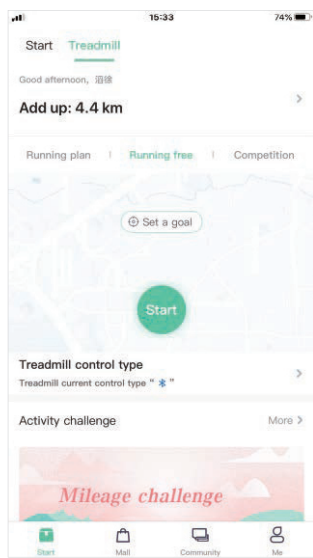 15:33
74%
Start Treadmill
Good afternoon,
Add up: 4.4 km
Running plan Running free Competition
Set a goal
Start
Treadmill control type
Treadmill current control type " "
Activity challenge More
Mileage challenge
Start Mall Community Me